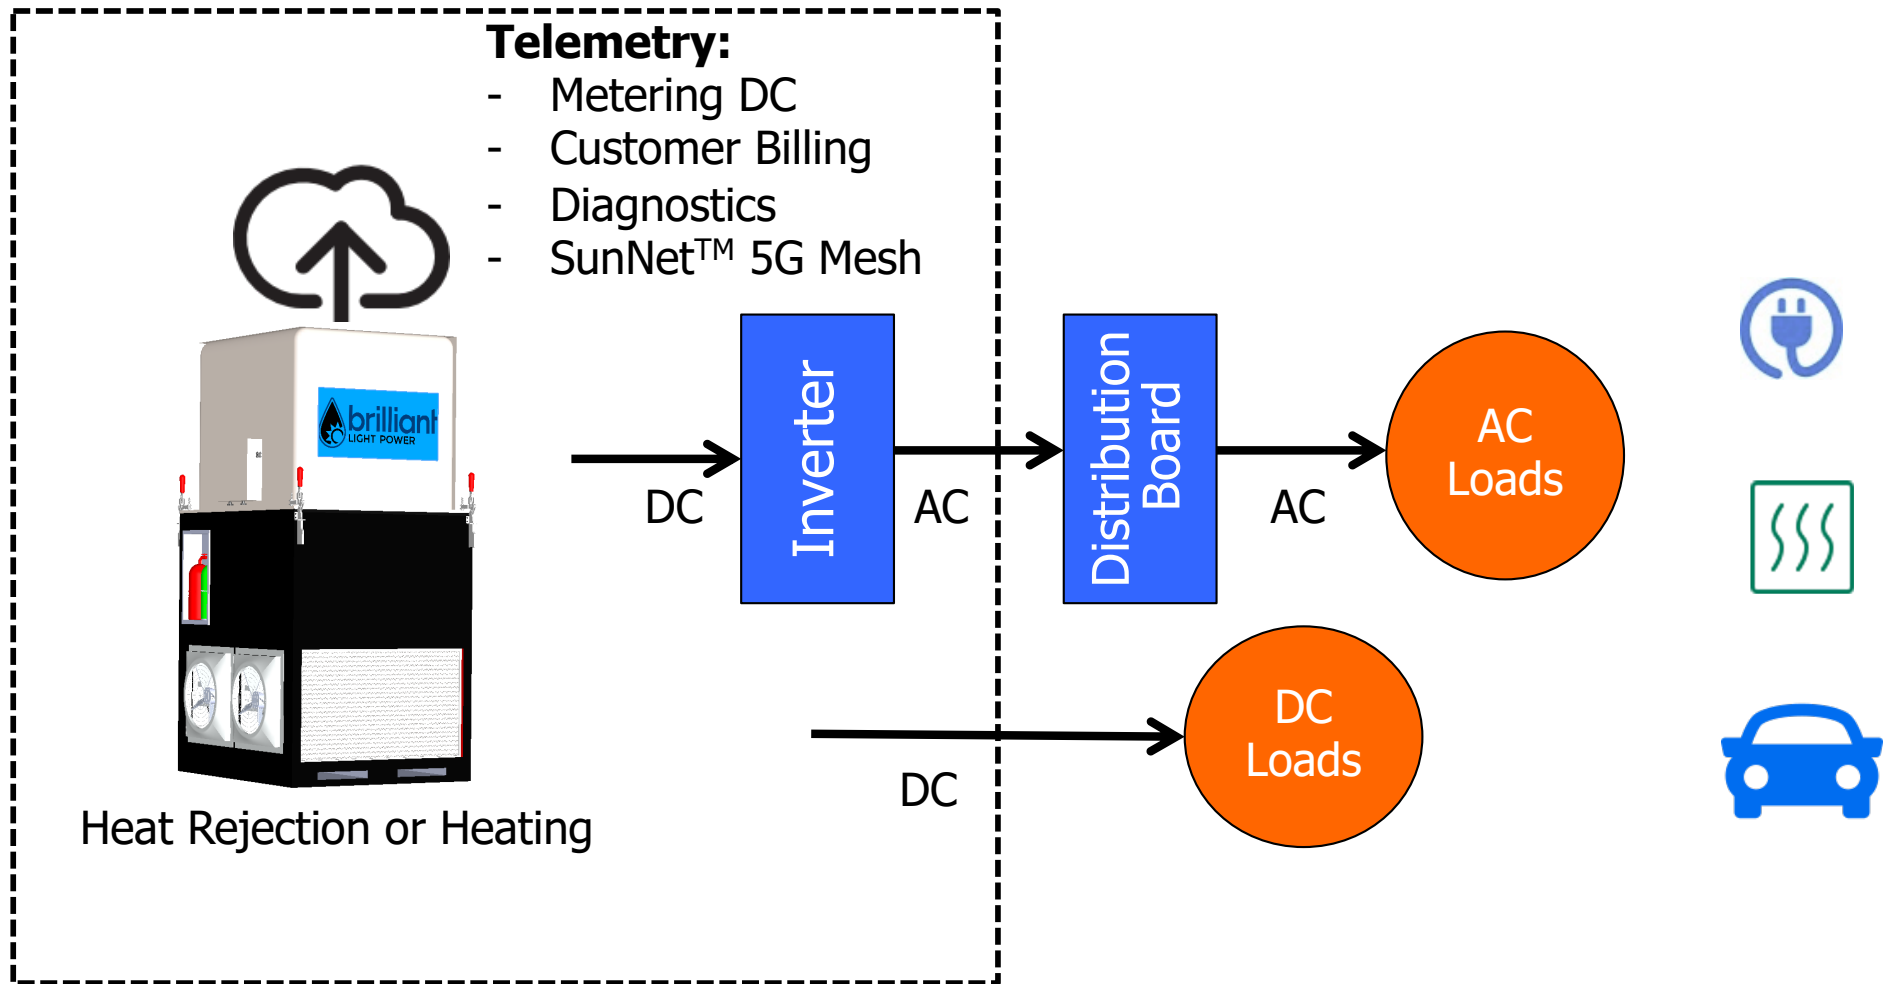 Telemetry:
- Metering DC
- Customer Billing
- Diagnostics
- SunNet™ 5G Mesh
brilliant
LIGHT POWER
DC
Inverter
AC
Distribution
Board
AC
AC
Loads
DC
DC
Loads
Heat Rejection or Heating